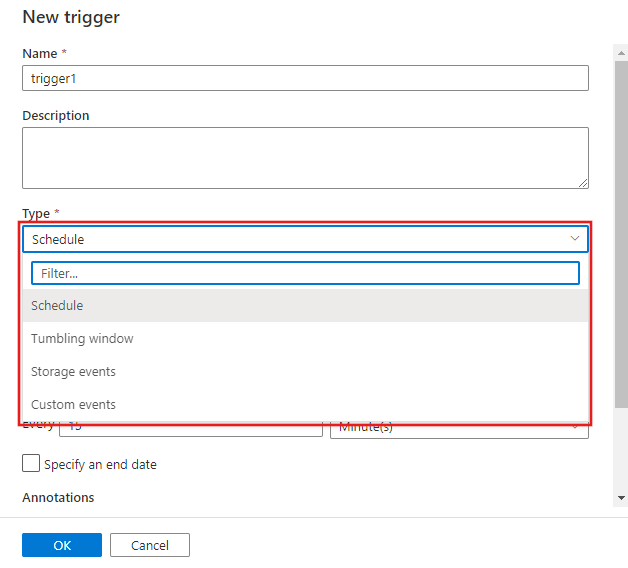 New trigger
Name *
trigger1
Description
Type *
Schedule
Filter...
Schedule
Tumbling window
Storage events
Custom events
Every 15 Minute(s)
Specify an end date
Annotations
OK Cancel